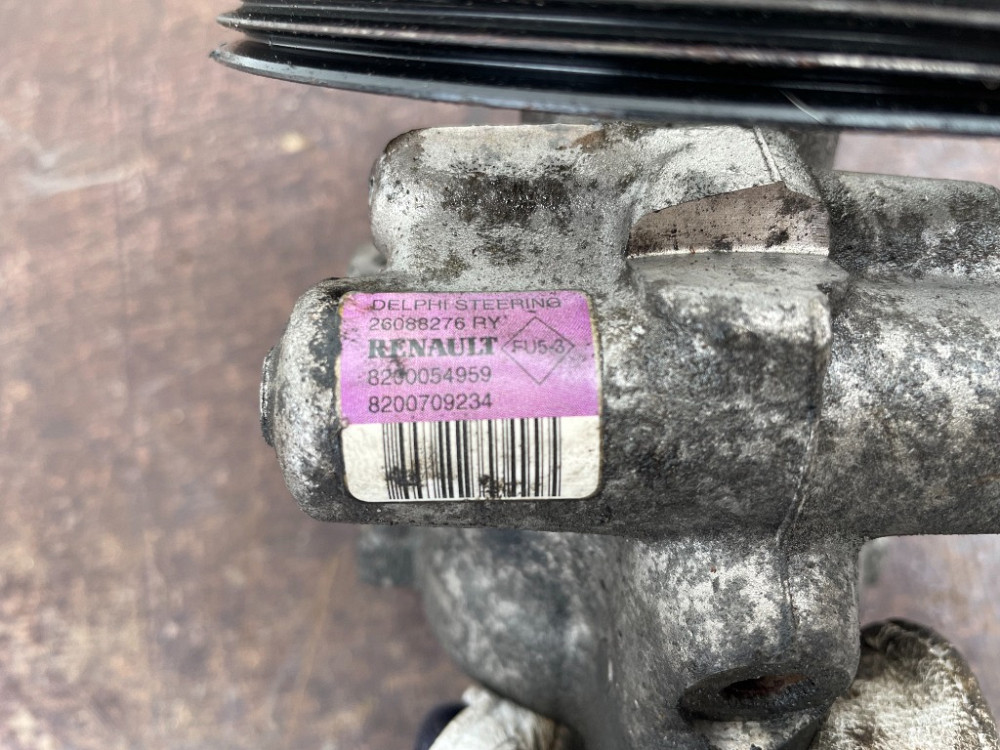 DELPHI STEERING
26088276 RY
RENAULT FU5-3
8200054959
8200709234